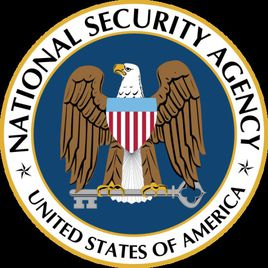 NATIONAL SECURITY AGENCY
UNITED STATES OF AMERICA